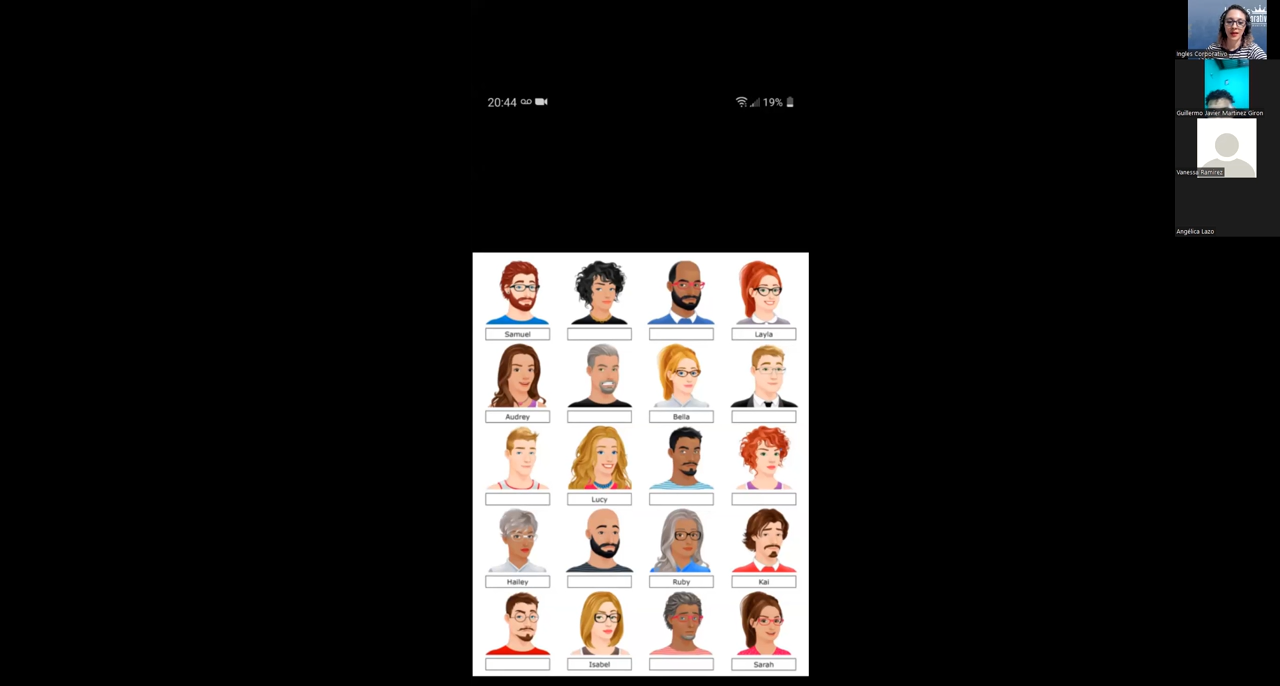 20:44 19%
Samuel Layla
Audrey Bella
Lucy
Hailey Ruby Kai
Isabel Sarah
Ingles Corporativo
Guillermo Javier Martinez Giron
Vanessa Ramirez
Angélica Lazo